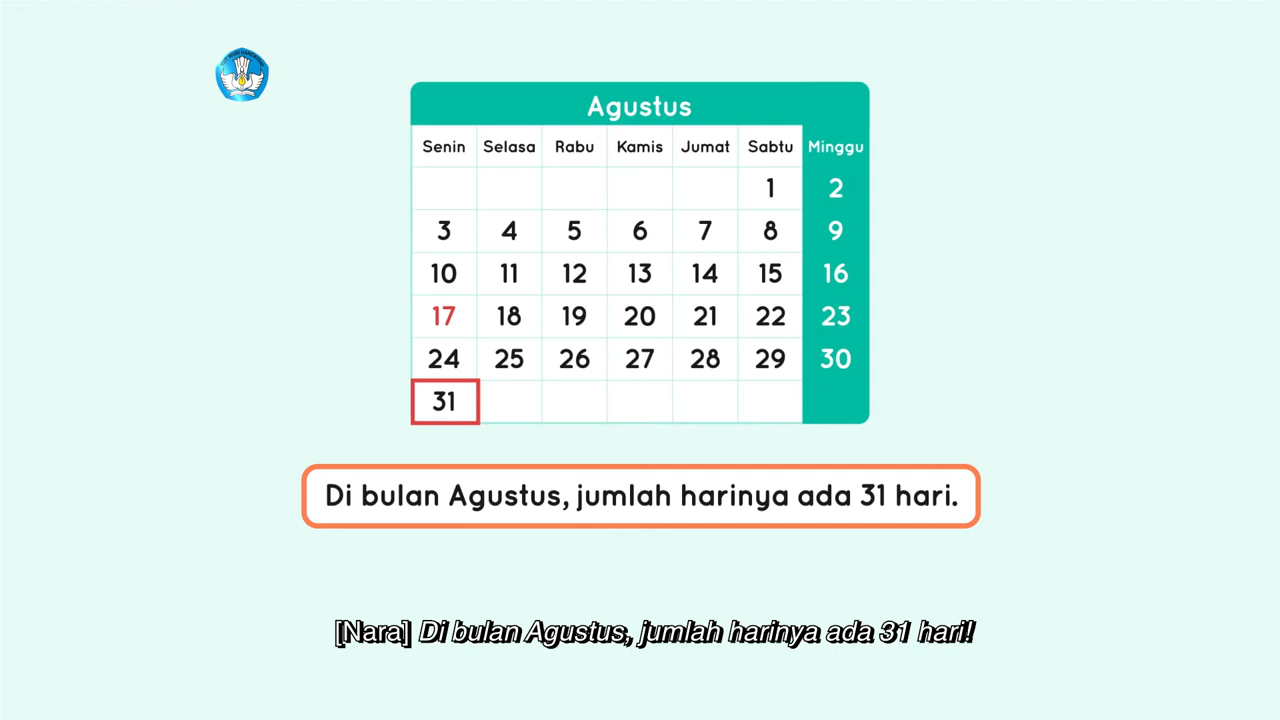 Agustus
Senin Selasa Rabu Kamis Jumat Sabtu Minggu
1 2
3 4 5 6 7 8 9
10 11 12 13 14 15 16
17 18 19 20 21 22 23
24 25 26 27 28 29 30
31
Di bulan Agustus, jumlah harinya ada 31 hari.
[Nara] Di bulan Agustus, jumlah harinya ada 31 hari!